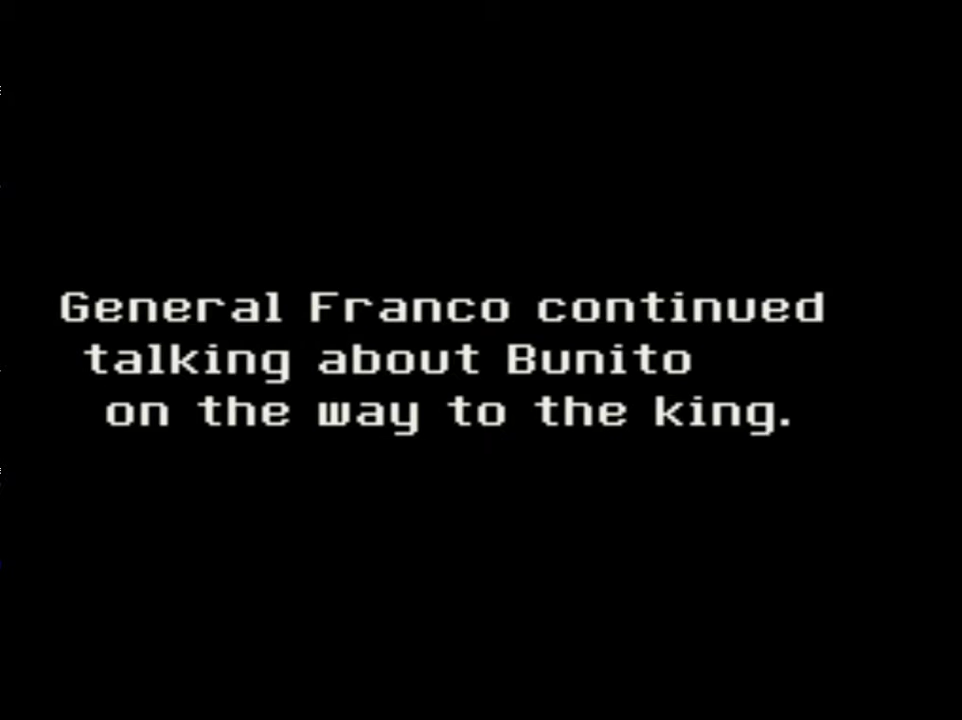 General Franco continued
talking about Bunito
on the way to the king.